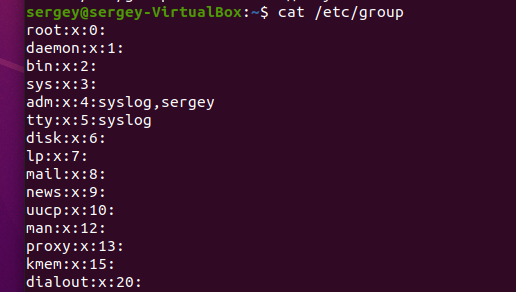 sergey@sergey-VirtualBox:~$ cat /etc/group
root:x:0:
daemon:x:1:
bin:x:2:
sys:x:3:
adm:x:4:syslog,sergey
tty:x:5:syslog
disk:x:6:
lp:x:7:
mail:x:8:
news:x:9:
uucp:x:10:
man:x:12:
proxy:x:13:
kmem:x:15:
dialout:x:20: